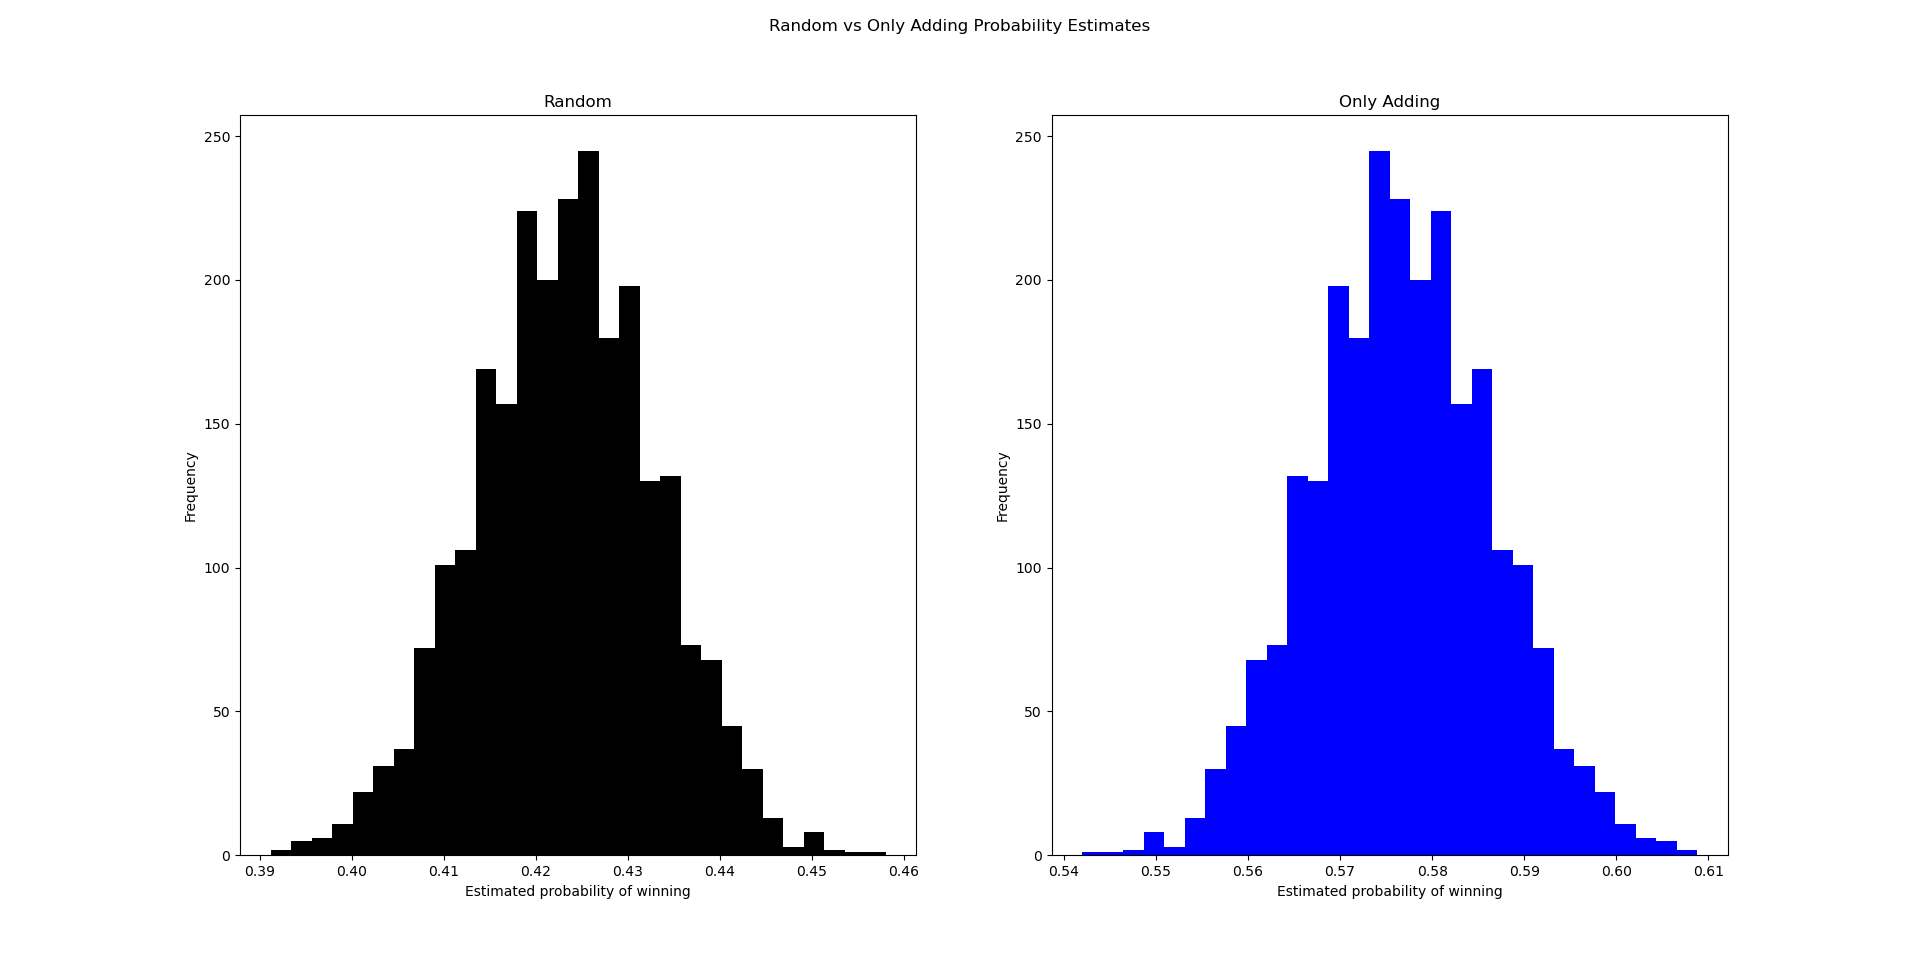 Random vs Only Adding Probability Estimates
Random
250
200
150
100
50
0
Frequency
0.39 0.40 0.41 0.42 0.43 0.44 0.45 0.46
Estimated probability of winning
Only Adding
250
200
150
100
50
0
Frequency
0.54 0.55 0.56 0.57 0.58 0.59 0.60 0.61
Estimated probability of winning